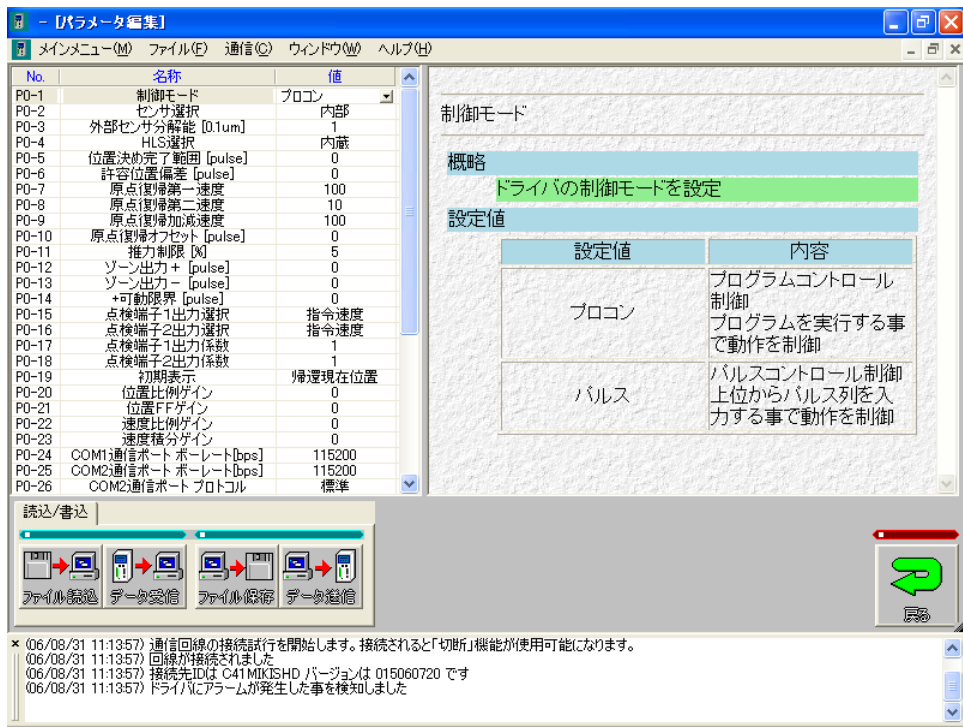 - [パラメータ編集]
メインメニュー(M) ファイル(F) 通信(C) ウィンドウ(W) ヘルプ(H)
No. 名称 値
P0-1 制御モード プロコン
P0-2 センサ選択 内部
P0-3 外部センサ分解能 [0.1um] 1
P0-4 HLS選択 内蔵
P0-5 位置決め完了範囲 [pulse] 0
P0-6 許容位置偏差 [pulse] 0
P0-7 原点復帰第一速度 100
P0-8 原点復帰第二速度 10
P0-9 原点復帰加減速度 100
P0-10 原点復帰オフセット [pulse] 0
P0-11 推力制限 [%] 5
P0-12 ゾーン出力+ [pulse] 0
P0-13 ゾーン出力- [pulse] 0
P0-14 +可動限界 [pulse] 0
P0-15 点検端子1出力選択 指令速度
P0-16 点検端子2出力選択 指令速度
P0-17 点検端子1出力係数 1
P0-18 点検端子2出力係数 1
P0-19 初期表示 帰還現在位置
P0-20 位置比例ゲイン 0
P0-21 位置FFゲイン 0
P0-22 速度比例ゲイン 0
P0-23 速度積分ゲイン 0
P0-24 COM1通信ポート ボーレート[bps] 115200
P0-25 COM2通信ポート ボーレート[bps] 115200
P0-26 COM2通信ポート プロトコル 標準
制御モード
概略
ドライバの制御モードを設定
設定値
設定値 内容
プロコン
プログラムコントロール
制御
プログラムを実行する事
で動作を制御
パルス
パルスコントロール制御
上位からパルス列を入
力する事で動作を制御
読込/書込
ファイル読込 データ受信 ファイル保存 データ送信
戻る
(06/08/31 11:13:57) 通信回線の接続試行を開始します。接続されると「切断」機能が使用可能になります。
(06/08/31 11:13:57) 回線が接続されました
(06/08/31 11:13:57) 接続先IDは C41MIKISHD バージョンは 015060720 です
(06/08/31 11:13:57) ドライバにアラームが発生した事を検知しました